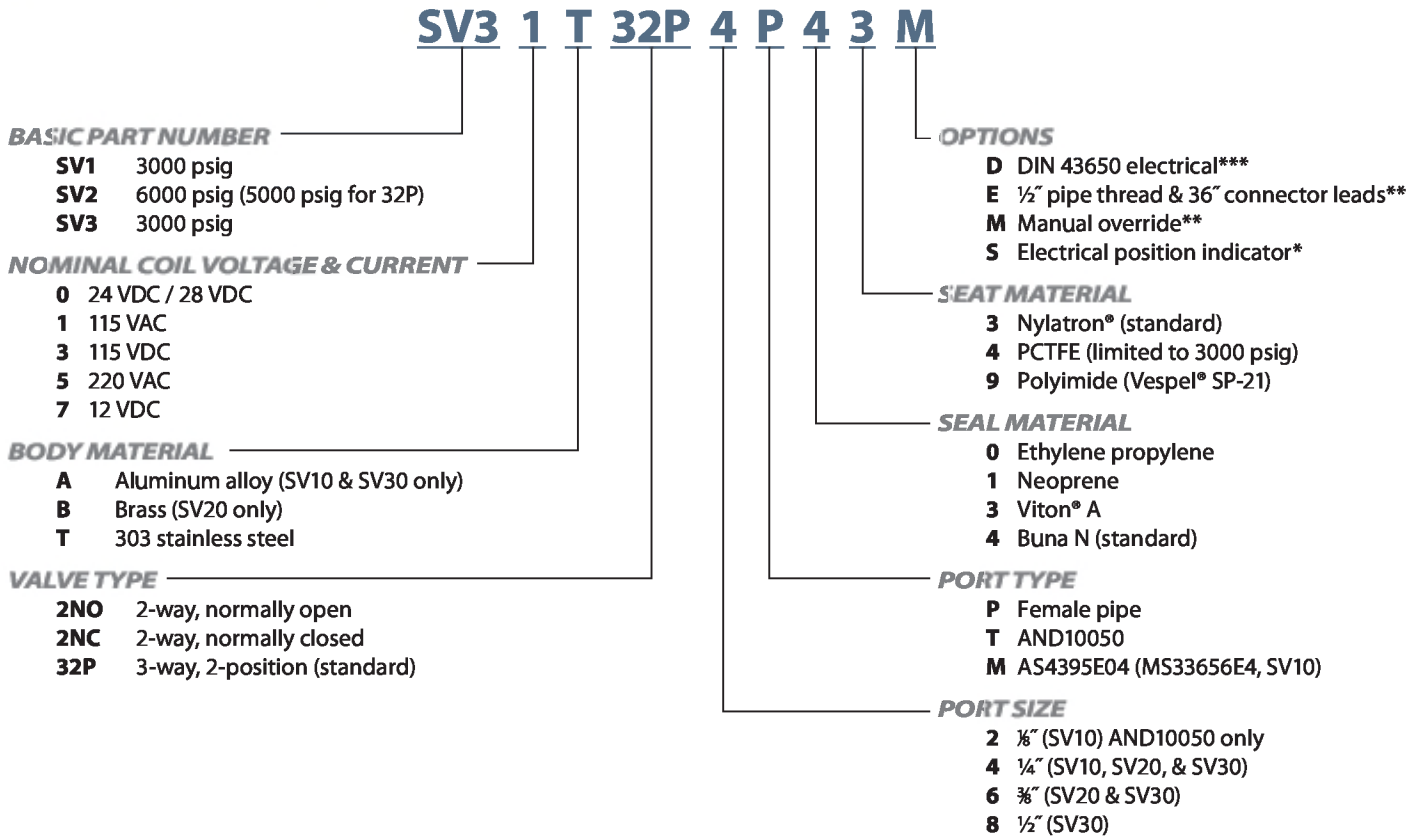 SV3 1 T 32P 4 P 4 3 M
BASIC PART NUMBER
SV1 3000 psig
SV2 6000 psig (5000 psig for 32P)
SV3 3000 psig
NOMINAL COIL VOLTAGE & CURRENT
0 24 VDC / 28 VDC
1 115 VAC
3 115 VDC
5 220 VAC
7 12 VDC
BODY MATERIAL
A Aluminum alloy (SV10 & SV30 only)
B Brass (SV20 only)
T 303 stainless steel
VALVE TYPE
2NO 2-way, normally open
2NC 2-way, normally closed
32P 3-way, 2-position (standard)
OPTIONS
D DIN 43650 electrical***
E ½″ pipe thread & 36″ connector leads**
M Manual override**
S Electrical position indicator*
SEAT MATERIAL
3 Nylatron® (standard)
4 PCTFE (limited to 3000 psig)
9 Polyimide (Vespel® SP-21)
SEAL MATERIAL
0 Ethylene propylene
1 Neoprene
3 Viton® A
4 Buna N (standard)
PORT TYPE
P Female pipe
T AND10050
M AS4395E04 (MS33656E4, SV10)
PORT SIZE
2 ⅛″ (SV10) AND10050 only
4 ¼″ (SV10, SV20, & SV30)
6 ⅜″ (SV20 & SV30)
8 ½″ (SV30)